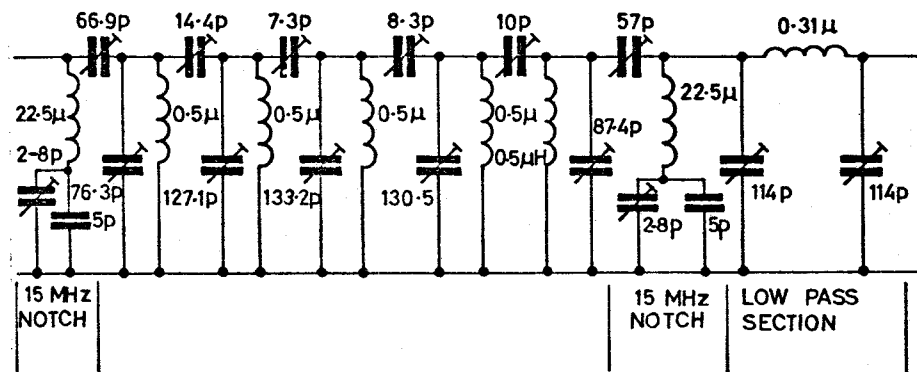 66·9p 14·4p 7·3p 8·3p 10p 57p 0·31µ
22·5µ 0·5µ 0·5µ 0·5µ 0·5µ 22·5µ
87·4p
2-8p 0·5µH
76·3p 127·1p 133·2p 130·5 114p 114p
5p 2-8p 5p
15 MHz NOTCH
15 MHz NOTCH
LOW PASS SECTION